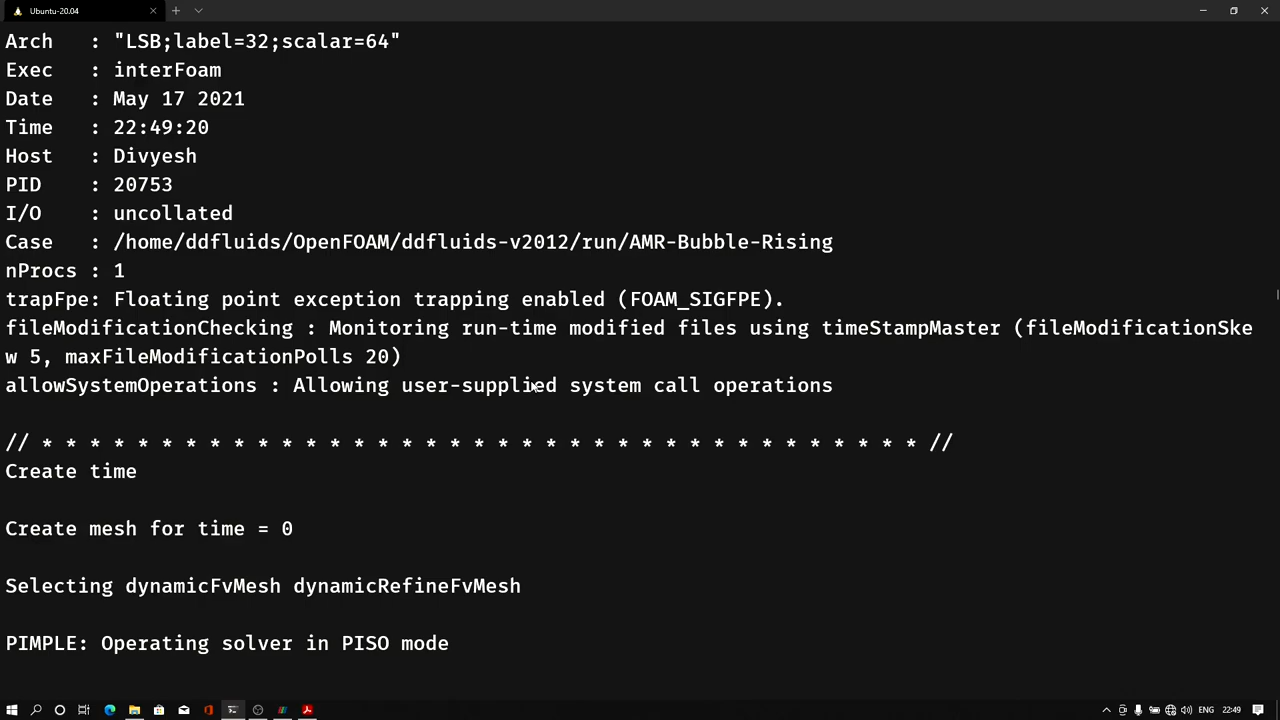 Ubuntu-20.04
Arch   : "LSB;label=32;scalar=64"
Exec   : interFoam
Date   : May 17 2021
Time   : 22:49:20
Host   : Divyesh
PID    : 20753
I/O    : uncollated
Case   : /home/ddfluids/OpenFOAM/ddfluids-v2012/run/AMR-Bubble-Rising
nProcs : 1
trapFpe: Floating point exception trapping enabled (FOAM_SIGFPE).
fileModificationChecking : Monitoring run-time modified files using timeStampMaster (fileModificationSke
w 5, maxFileModificationPolls 20)
allowSystemOperations : Allowing user-supplied system call operations
// * * * * * * * * * * * * * * * * * * * * * * * * * * * * * * * * * * * * * //
Create time
Create mesh for time = 0
Selecting dynamicFvMesh dynamicRefineFvMesh
PIMPLE: Operating solver in PISO mode
ENG 22:49